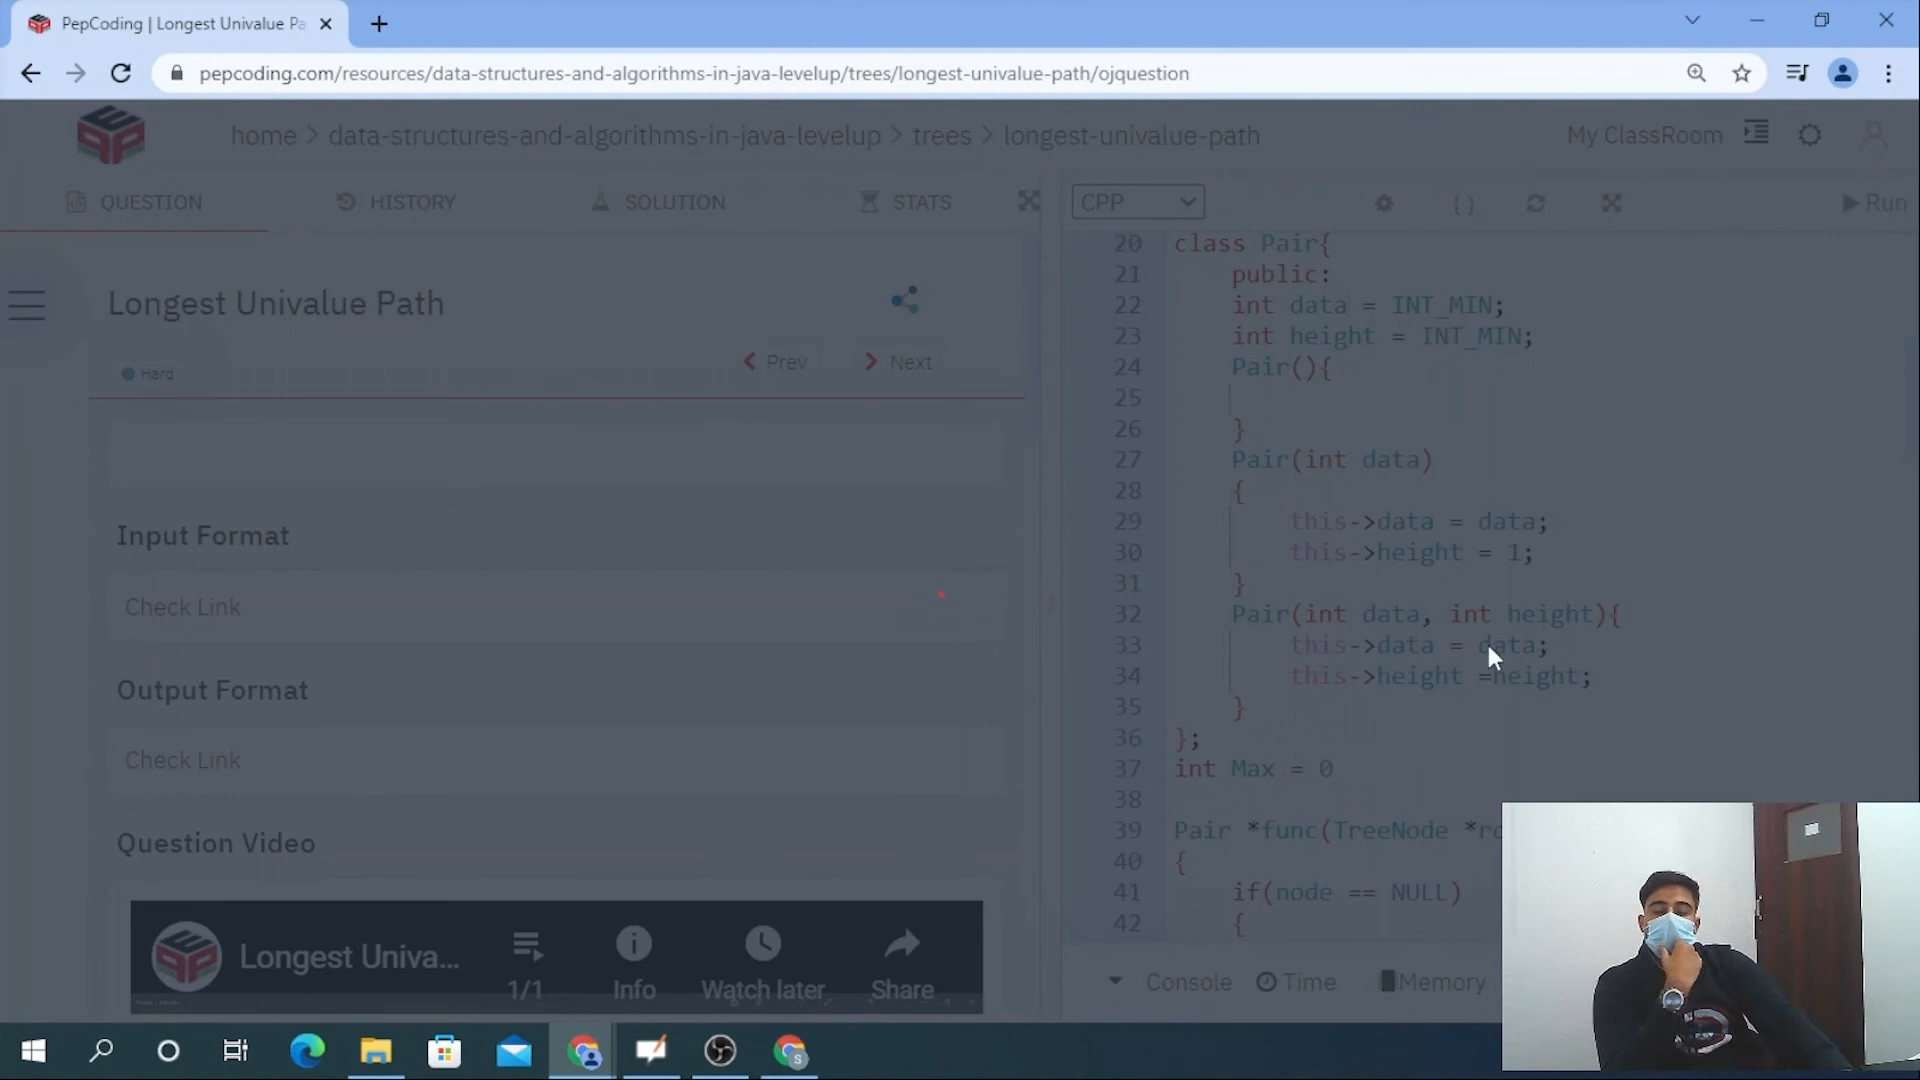 PepCoding | Longest Univalue Pa
pepcoding.com/resources/data-structures-and-algorithms-in-java-levelup/trees/longest-univalue-path/ojquestion
home > data-structures-and-algorithms-in-java-levelup > trees > longest-univalue-path
My ClassRoom
QUESTION
HISTORY
SOLUTION
STATS
CPP
{ }
Run
Longest Univalue Path
Hard
Prev
Next
Input Format
Check Link
Output Format
Check Link
Question Video
Longest Univa...
1/1
Info
Watch later
Share
20 class Pair{
21 public:
22 int data = INT_MIN;
23 int height = INT_MIN;
24 Pair(){
25
26 }
27 Pair(int data)
28 {
29 this->data = data;
30 this->height = 1;
31 }
32 Pair(int data, int height){
33 this->data = data;
34 this->height =height;
35 }
36 };
37 int Max = 0
38
39 Pair *func(TreeNode *ro
40 {
41 if(node == NULL)
42 {
Console
Time
Memory
S